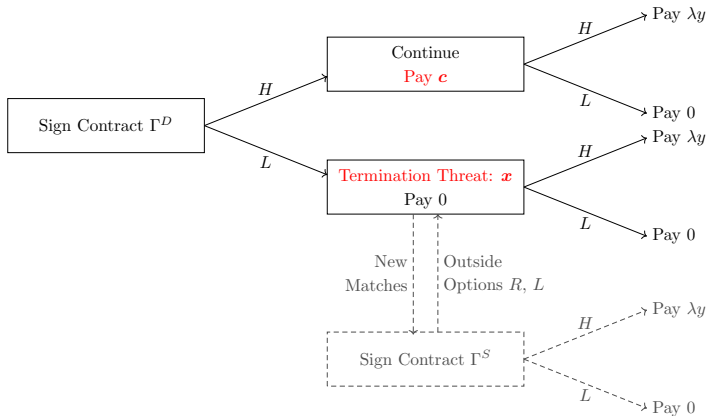 Pay λy
H
Continue
Pay c
L
Pay 0
H
Sign Contract Γ^D
L
Pay λy
H
Termination Threat: x
Pay 0
L
Pay 0
New
Matches
Outside
Options R, L
Pay λy
H
Sign Contract Γ^S
L
Pay 0